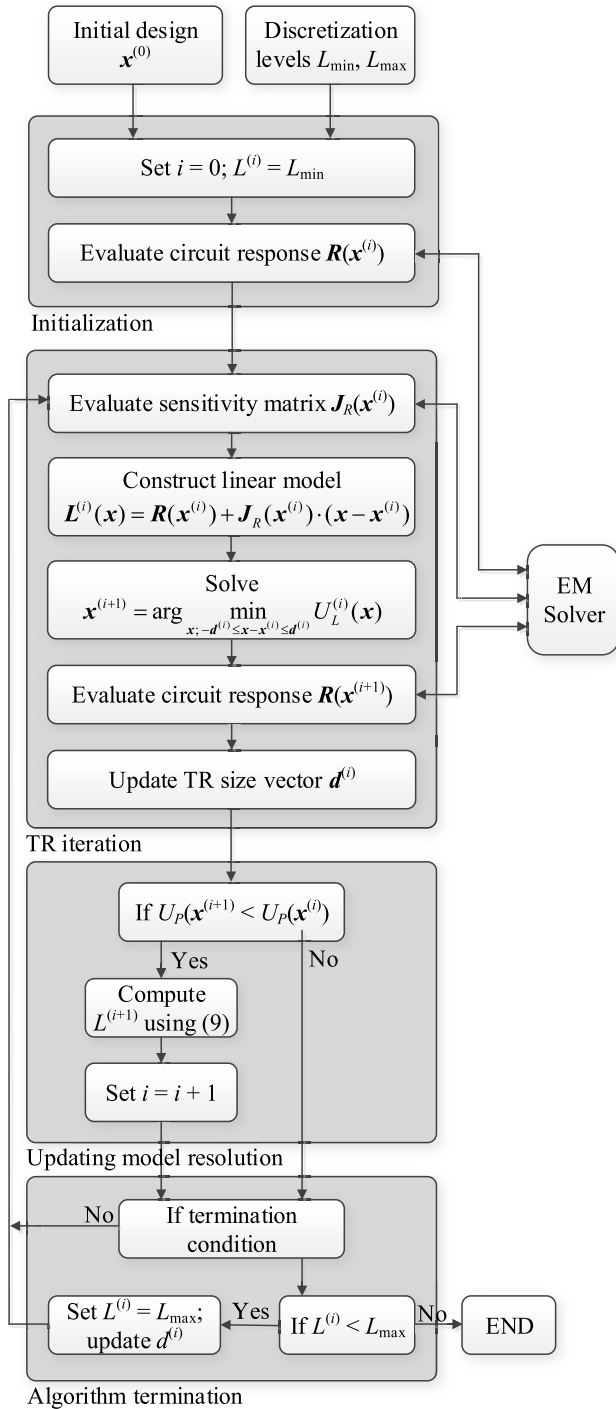 Initial design
x^(0)
Discretization
levels L_min, L_max
Set i = 0; L^(i) = L_min
Evaluate circuit response R(x^(i))
Initialization
Evaluate sensitivity matrix J_R(x^(i))
Construct linear model
L^(i)(x) = R(x^(i)) + J_R(x^(i))·(x − x^(i))
Solve
x^(i+1) = arg min U_L^(i)(x)
x; −d^(i) ≤ x − x^(i) ≤ d^(i)
Evaluate circuit response R(x^(i+1))
Update TR size vector d^(i)
TR iteration
EM
Solver
If U_P(x^(i+1) < U_P(x^(i))
Yes
No
Compute
L^(i+1) using (9)
Set i = i + 1
Updating model resolution
No
If termination
condition
Set L^(i) = L_max;
update d^(i)
Yes
If L^(i) < L_max
No
END
Algorithm termination